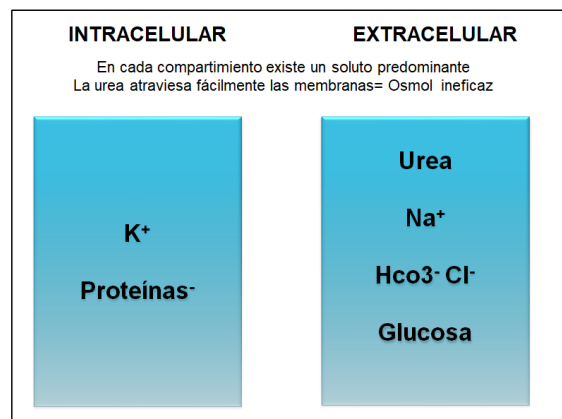 INTRACELULAR
EXTRACELULAR
En cada compartimiento existe un soluto predominante
La urea atraviesa fácilmente las membranas= Osmol ineficaz
K⁺
Proteínas⁻
Urea
Na⁺
Hco3⁻ Cl⁻
Glucosa